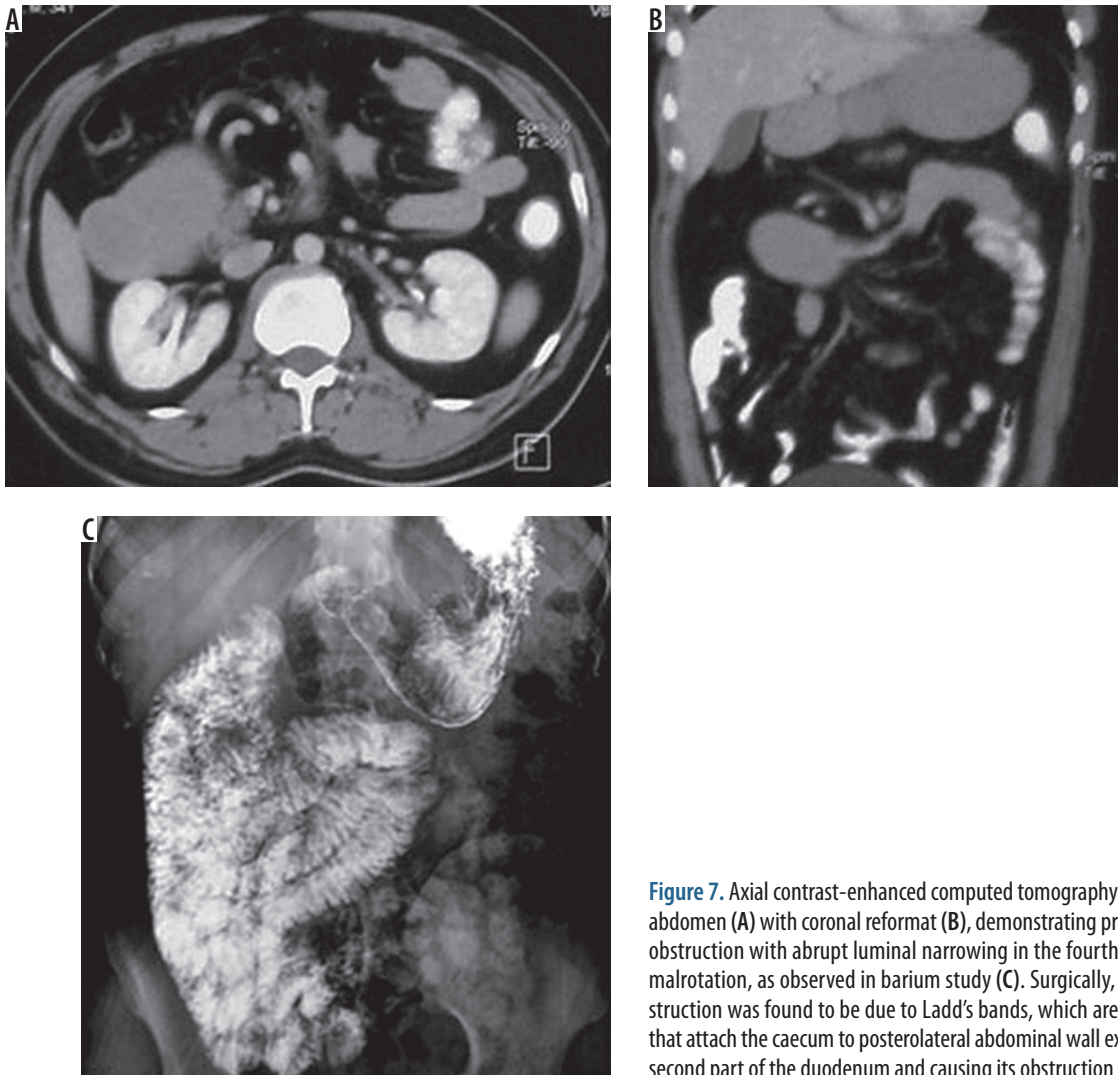 A
B
C
F
Figure 7. Axial contrast-enhanced computed tomography
abdomen (A) with coronal reformat (B), demonstrating
obstruction with abrupt luminal narrowing in the fourth
malrotation, as observed in barium study (C). Surgically,
struction was found to be due to Ladd's bands, which are
that attach the caecum to posterolateral abdominal wall
second part of the duodenum and causing its obstruction